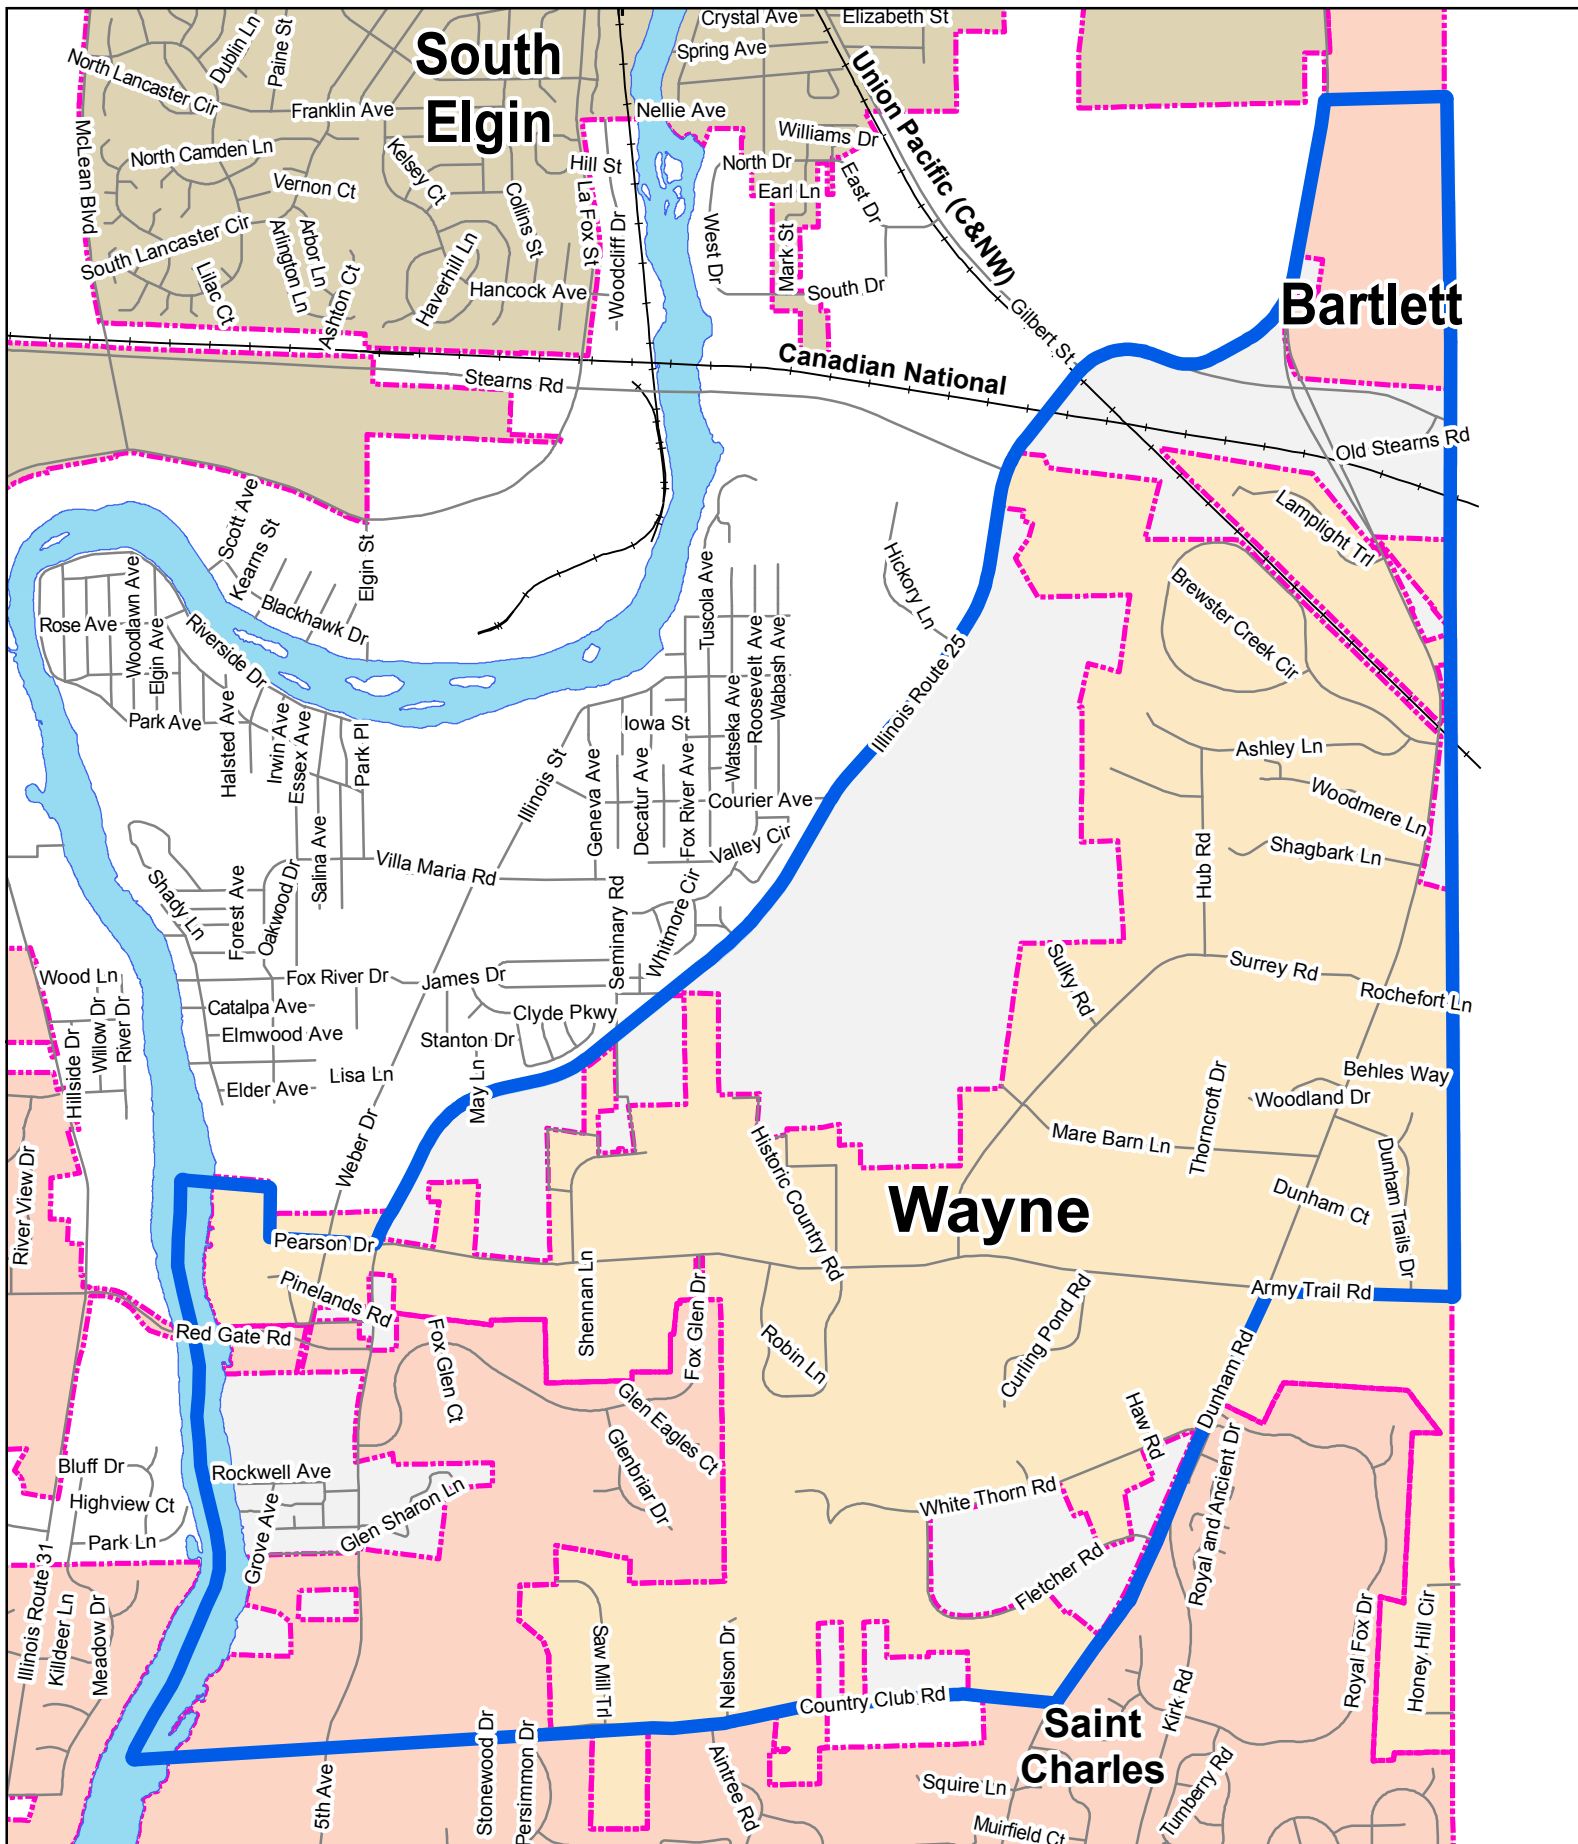 Crystal Ave
Elizabeth St
Spring Ave
South
Elgin
Dublin Ln
Paine St
North Lancaster Cir
Franklin Ave
Nellie Ave
Union Pacific (C&NW)
Williams Dr
McLean Blvd
North Camden Ln
Kelsey Ct
Hill St
North Dr
Earl Ln
East Dr
Vernon Ct
Collins St
La Fox St
Woodcliff Dr
West Dr
Mark St
South Lancaster Cir
Arlington Ln
Arbor Ln
Lilac Ct
Ashton Ct
Haverhill Ln
Hancock Ave
South Dr
Gilbert St
Bartlett
Canadian National
Stearns Rd
Old Stearns Rd
Lamplight Trl
Scott Ave
Kearns St
Elgin St
Blackhawk Dr
Hickory Ln
Brewster Creek Cir
Rose Ave
Woodlawn Ave
Elgin Ave
Riverside Dr
Tuscola Ave
Illinois Route 25
Park Ave
Halsted Ave
Irwin Ave
Essex Ave
Park Pl
Iowa St
Watseka Ave
Roosevelt Ave
Wabash Ave
Ashley Ln
Woodmere Ln
Illinois St
Geneva Ave
Decatur Ave
Fox River Ave
Courier Ave
Valley Cir
Hub Rd
Shagbark Ln
Salina Ave
Villa Maria Rd
Shady Ln
Forest Ave
Oakwood Dr
Seminary Rd
Whitmore Cir
Wood Ln
Willow Dr
River Dr
Fox River Dr
James Dr
Catalpa Ave
Elmwood Ave
Clyde Pkwy
Stanton Dr
Sulky Rd
Surrey Rd
Rochefort Ln
Hillside Dr
Elder Ave
Lisa Ln
May Ln
Behles Way
Woodland Dr
Thorncroft Dr
Mare Barn Ln
Weber Dr
River View Dr
Historic Country Rd
Wayne
Dunham Ct
Dunham Trails Dr
Pearson Dr
Pinelands Rd
Shennan Ln
Fox Glen Dr
Army Trail Rd
Red Gate Rd
Fox Glen Ct
Robin Ln
Curling Pond Rd
Dunham Rd
Glen Eagles Ct
Glenbriar Dr
Haw Rd
Royal and Ancient Dr
Bluff Dr
Rockwell Ave
Highview Ct
Grove Ave
Glen Sharon Ln
White Thorn Rd
Park Ln
Fletcher Rd
Illinois Route 31
Killdeer Ln
Meadow Dr
Saw Mill Trl
Nelson Dr
Royal Fox Dr
Honey Hill Cir
Country Club Rd
Kirk Rd
Saint
Charles
5th Ave
Stonewood Dr
Persimmon Dr
Aintree Rd
Squire Ln
Muirfield Ct
Turnberry Rd